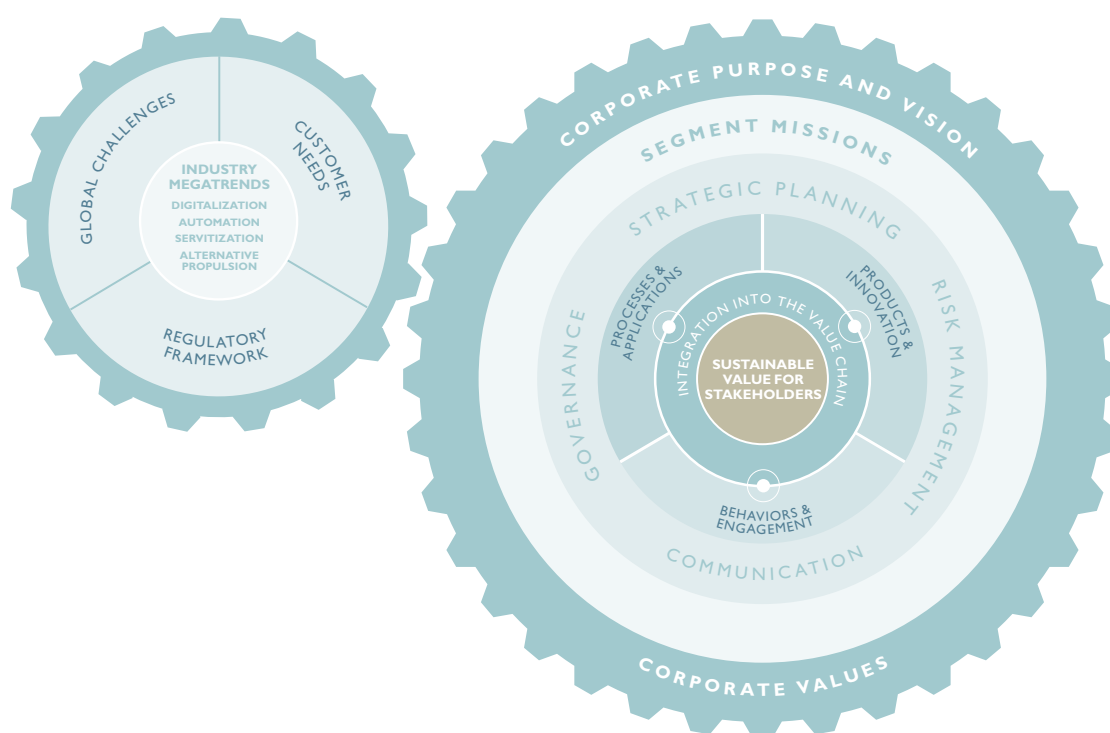 GLOBAL CHALLENGES
CUSTOMER
NEEDS
INDUSTRY
MEGATRENDS
DIGITALIZATION
AUTOMATION
SERVITIZATION
ALTERNATIVE
PROPULSION
REGULATORY
FRAMEWORK
CORPORATE PURPOSE AND VISION
SEGMENT MISSIONS
STRATEGIC PLANNING
GOVERNANCE
RISK MANAGEMENT
COMMUNICATION
PROCESSES &
APPLICATIONS
PRODUCTS &
INNOVATION
BEHAVIORS &
ENGAGEMENT
INTEGRATION INTO THE VALUE CHAIN
SUSTAINABLE
VALUE FOR
STAKEHOLDERS
CORPORATE VALUES